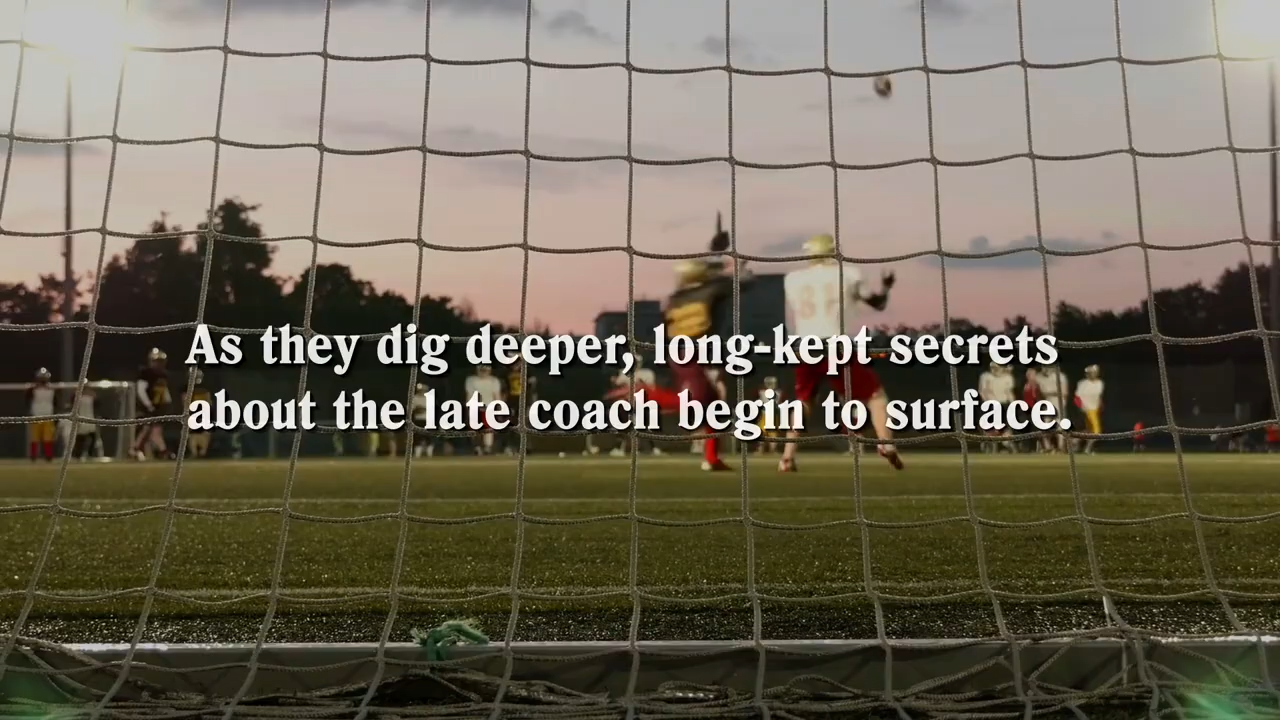 As they dig deeper, long-kept secrets
about the late coach begin to surface.